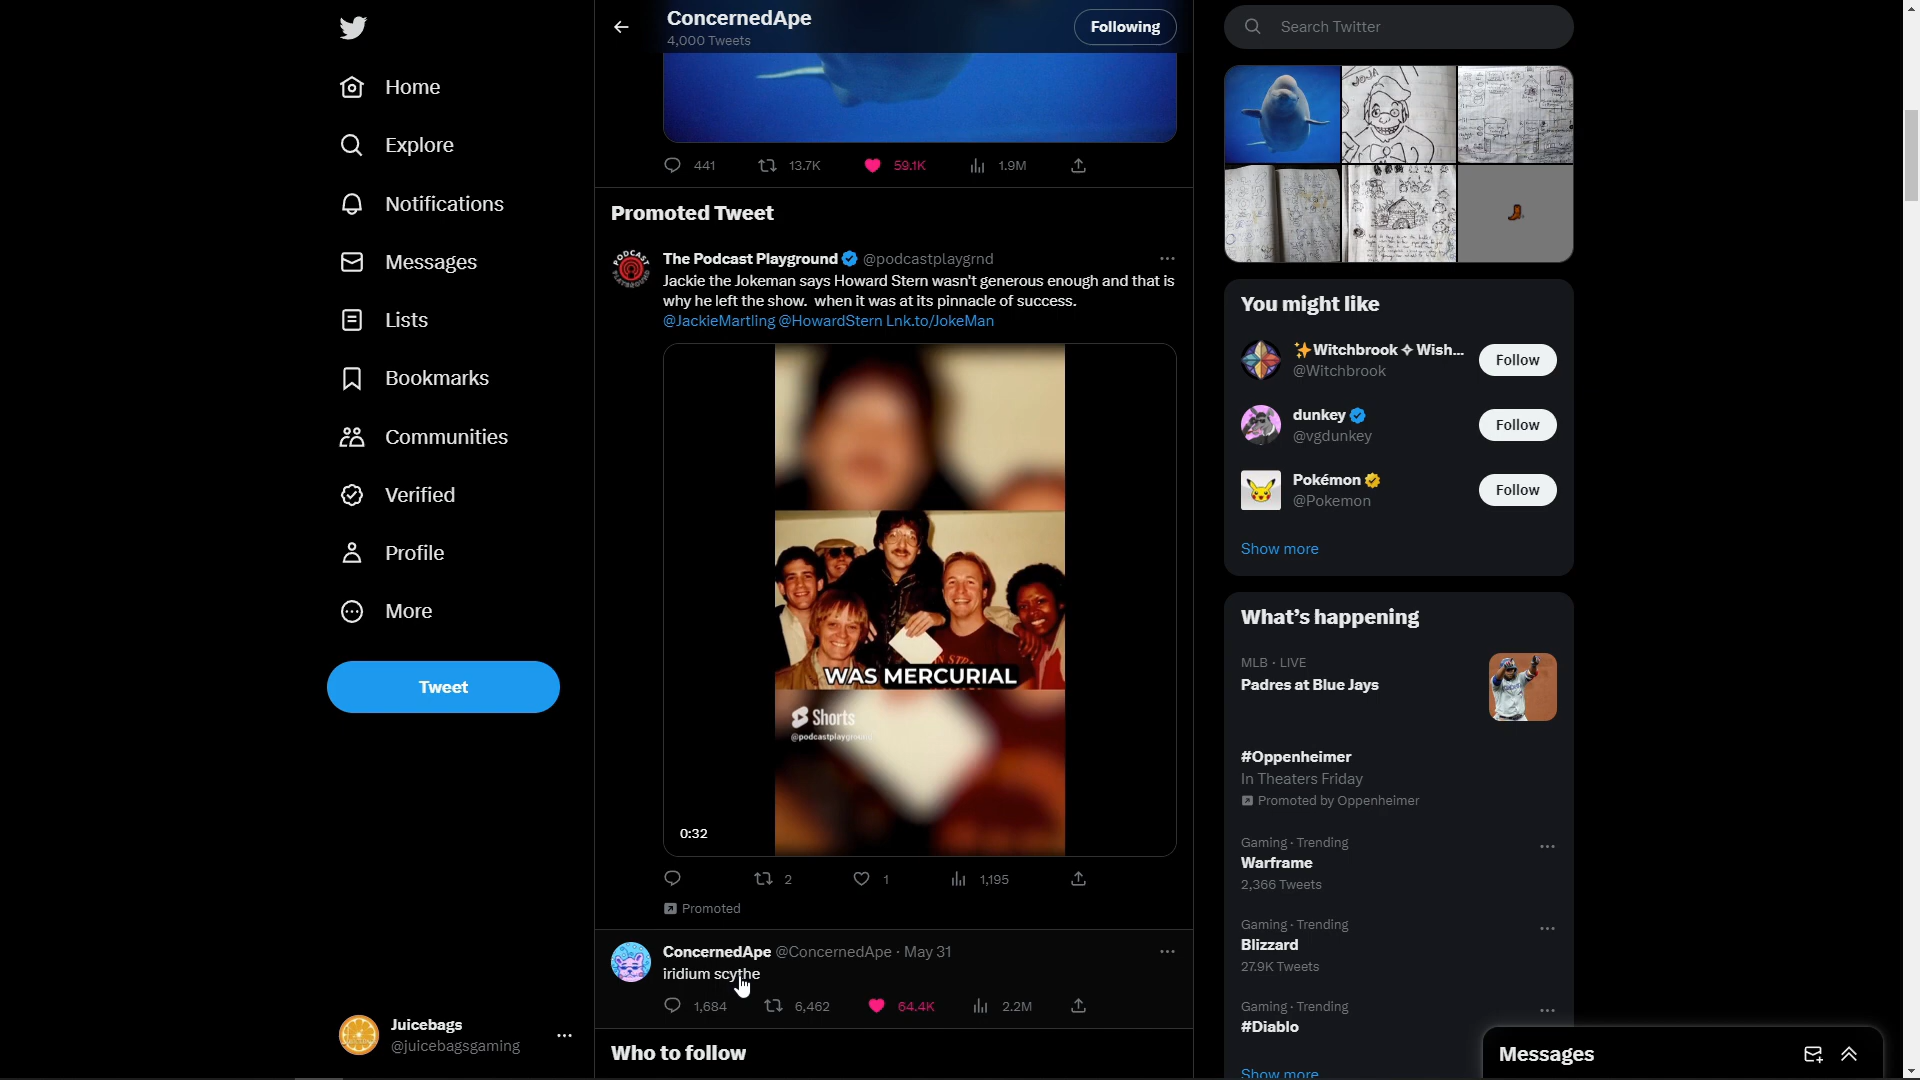 Home
Explore
Notifications
Messages
Lists
Bookmarks
Communities
Verified
Profile
More
Tweet
Juicebags
@juicebagsgaming
ConcernedApe
4,000 Tweets
Following
441 13.7K 59.1K 1.9M
Promoted Tweet
PODCAST
PLAYGROUND
The Podcast Playground @podcastplaygrnd
Jackie the Jokeman says Howard Stern wasn't generous enough and that is
why he left the show. when it was at its pinnacle of success.
@JackieMartling @HowardStern Lnk.to/JokeMan
WAS MERCURIAL
Shorts
0:32
2 1 1,195
Promoted
ConcernedApe @ConcernedApe · May 31
iridium scythe
1,684 6,462 64.4K 2.2M
Who to follow
Search Twitter
JOJA
You might like
✨Witchbrook ✧ Wish...
@Witchbrook
Follow
dunkey
@vgdunkey
Follow
Pokémon
@Pokemon
Follow
Show more
What's happening
MLB · LIVE
Padres at Blue Jays
#Oppenheimer
In Theaters Friday
Promoted by Oppenheimer
Gaming · Trending
Warframe
2,366 Tweets
Gaming · Trending
Blizzard
27.9K Tweets
Gaming · Trending
#Diablo
Show more
Messages